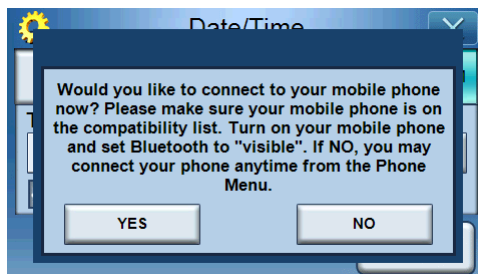 Date/Time
Would you like to connect to your mobile phone
now? Please make sure your mobile phone is on
the compatibility list. Turn on your mobile phone
and set Bluetooth to "visible". If NO, you may
connect your phone anytime from the Phone
Menu.
YES
NO